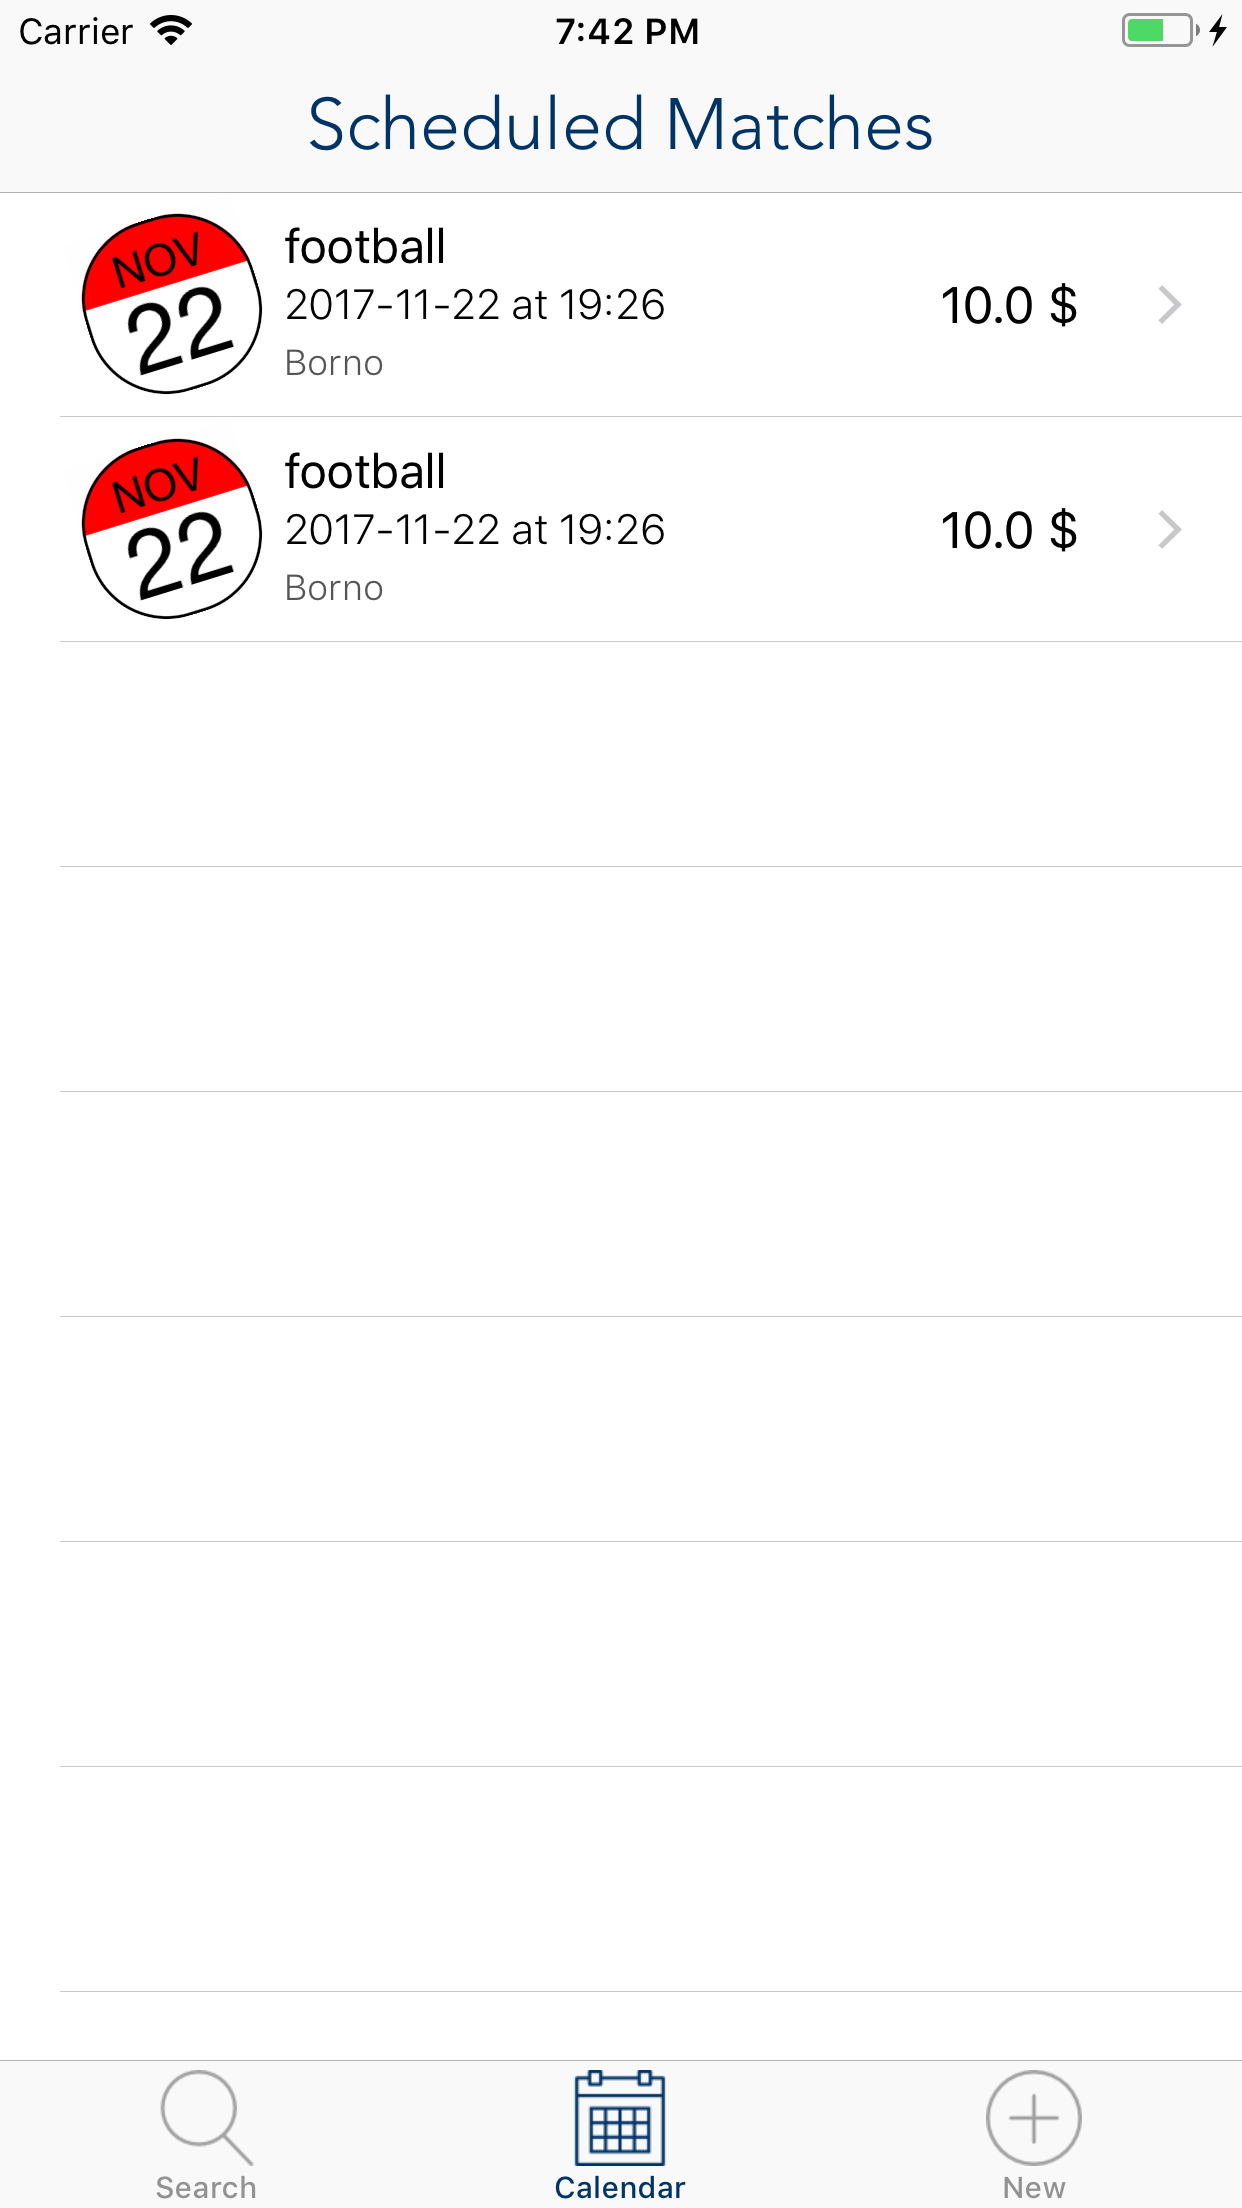 Carrier 7:42 PM
Scheduled Matches
NOV
22
football
2017-11-22 at 19:26
Borno
10.0 $
NOV
22
football
2017-11-22 at 19:26
Borno
10.0 $
Search Calendar New